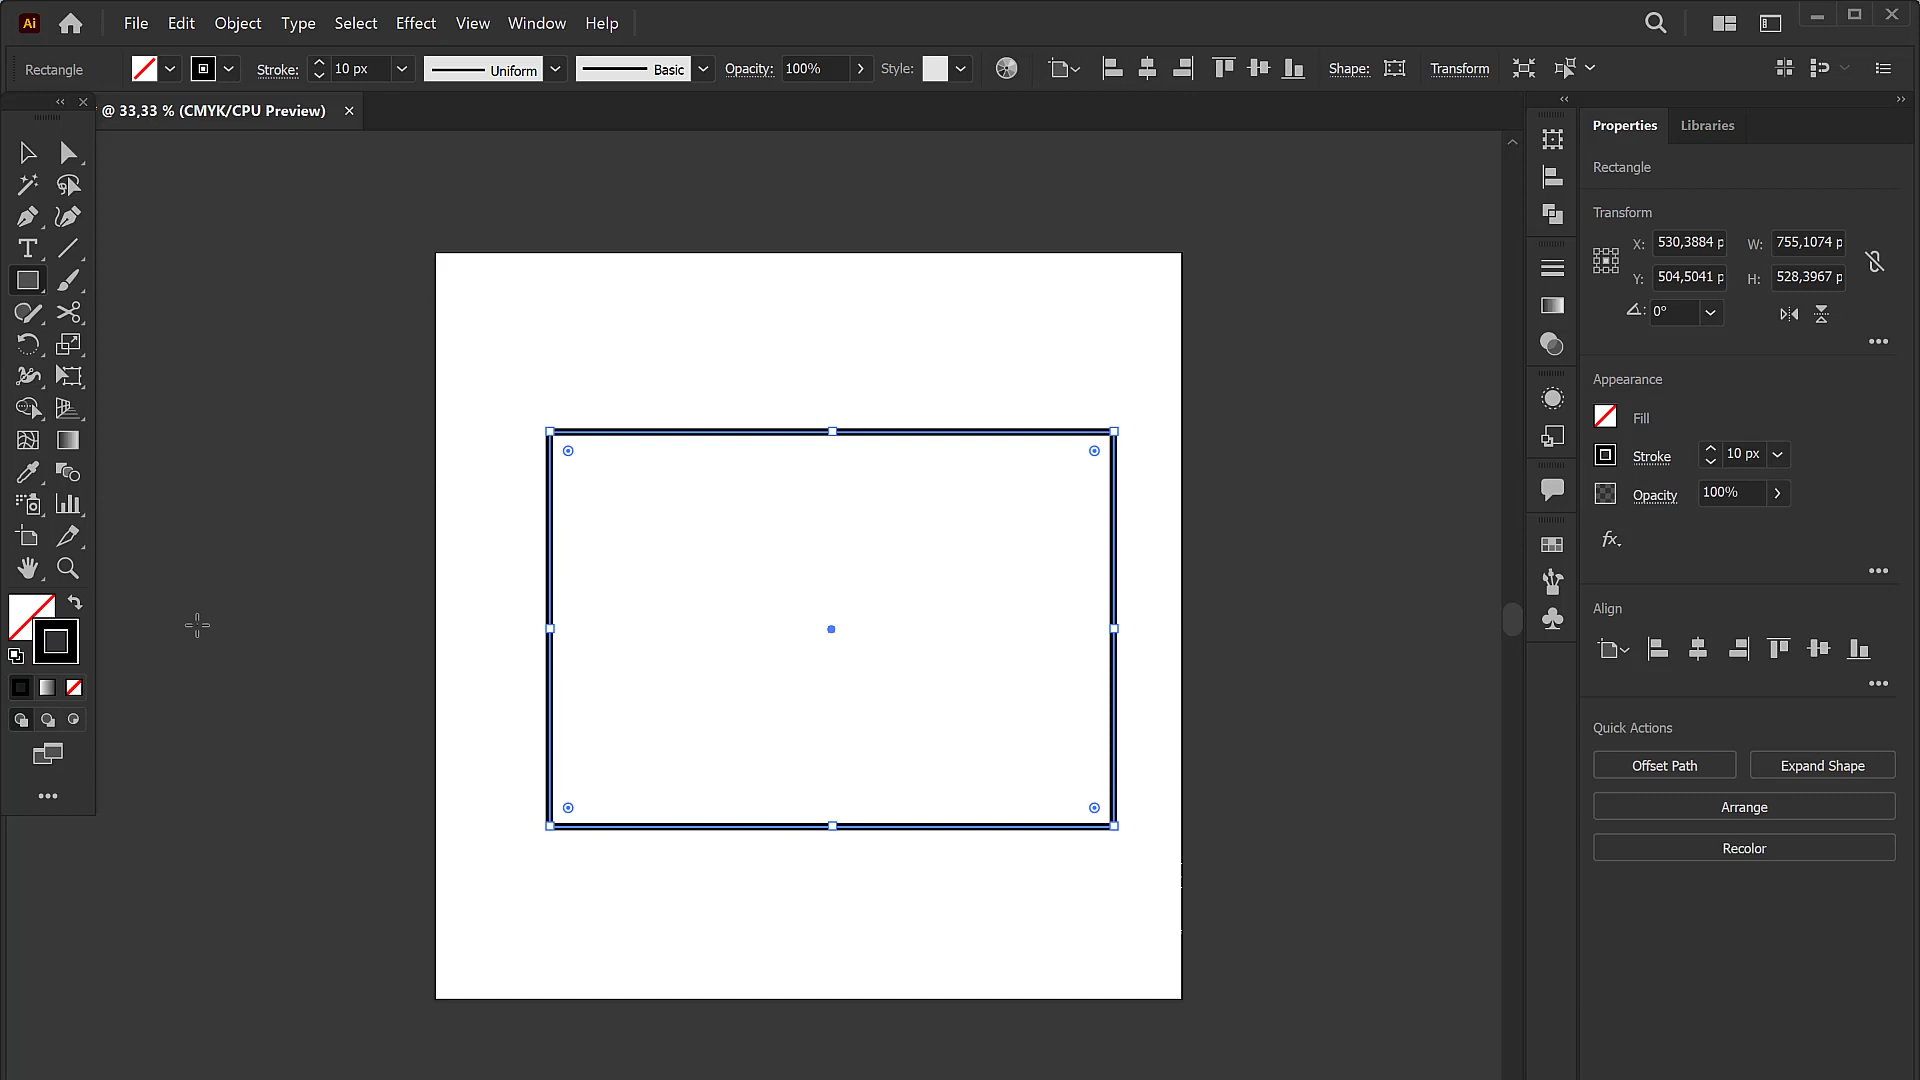 Ai File Edit Object Type Select Effect View Window Help
Rectangle Stroke: 10 px Uniform Basic Opacity: 100% Style: Shape: Transform
@ 33,33 % (CMYK/CPU Preview) ×
Properties Libraries
Rectangle
Transform
X: 530,3884 p W: 755,1074 p
Y: 504,5041 p H: 528,3967 p
0°
Appearance
Fill
Stroke 10 px
Opacity 100%
fx.
Align
Quick Actions
Offset Path Expand Shape
Arrange
Recolor